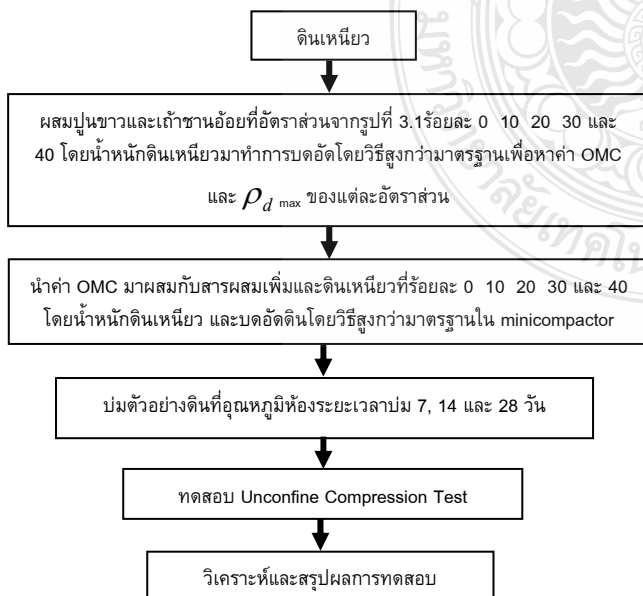 ดินเหนียว
ผสมปูนขาวและเถ้าชานอ้อยที่อัตราส่วนจากรูปที่ 3.1ร้อยละ 0 10 20 30 และ
40 โดยน้ำหนักดินเหนียวมาทำการบดอัดโดยวิธีสูงกว่ามาตรฐานเพื่อหาค่า OMC
และ ρd max ของแต่ละอัตราส่วน
นำค่า OMC มาผสมกับสารผสมเพิ่มและดินเหนียวที่ร้อยละ 0 10 20 30 และ 40
โดยน้ำหนักดินเหนียว และบดอัดดินโดยวิธีสูงกว่ามาตรฐานใน minicompactor
บ่มตัวอย่างดินที่อุณหภูมิห้องระยะเวลาบ่ม 7, 14 และ 28 วัน
ทดสอบ Unconfine Compression Test
วิเคราะห์และสรุปผลการทดสอบ